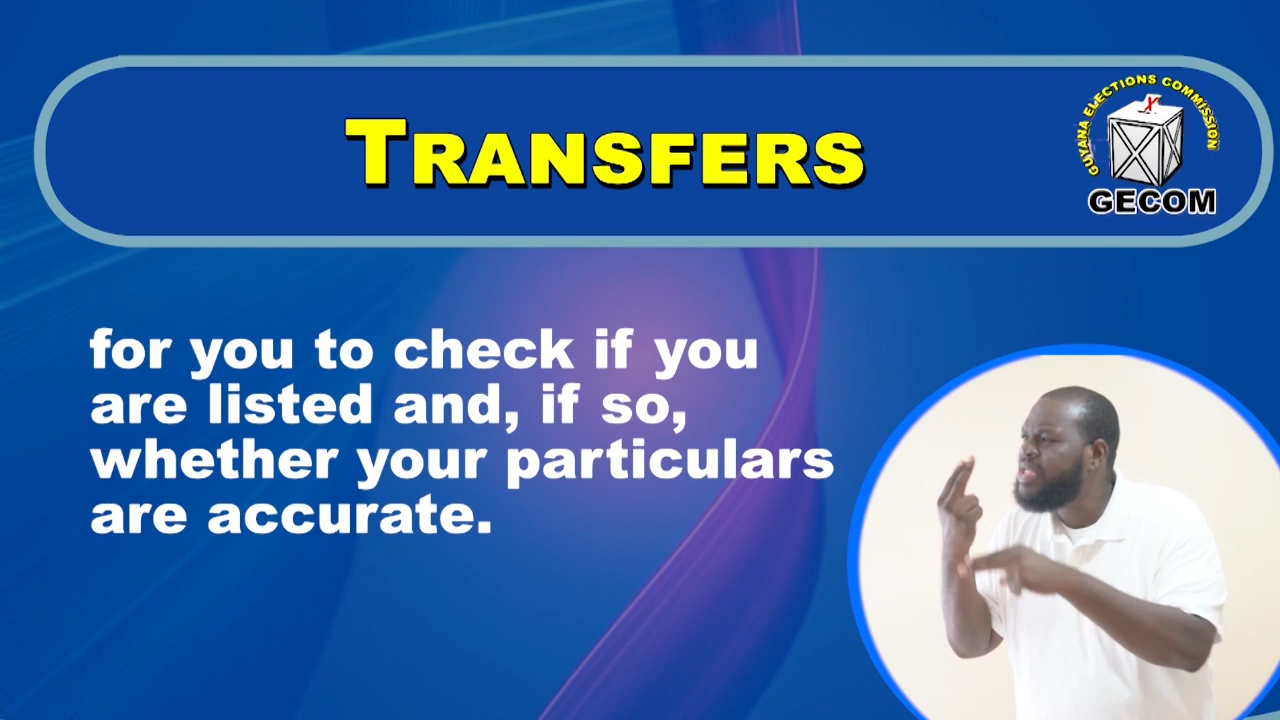 TRANSFERS
GUYANA ELECTIONS COMMISSION
GECOM
for you to check if you
are listed and, if so,
whether your particulars
are accurate.